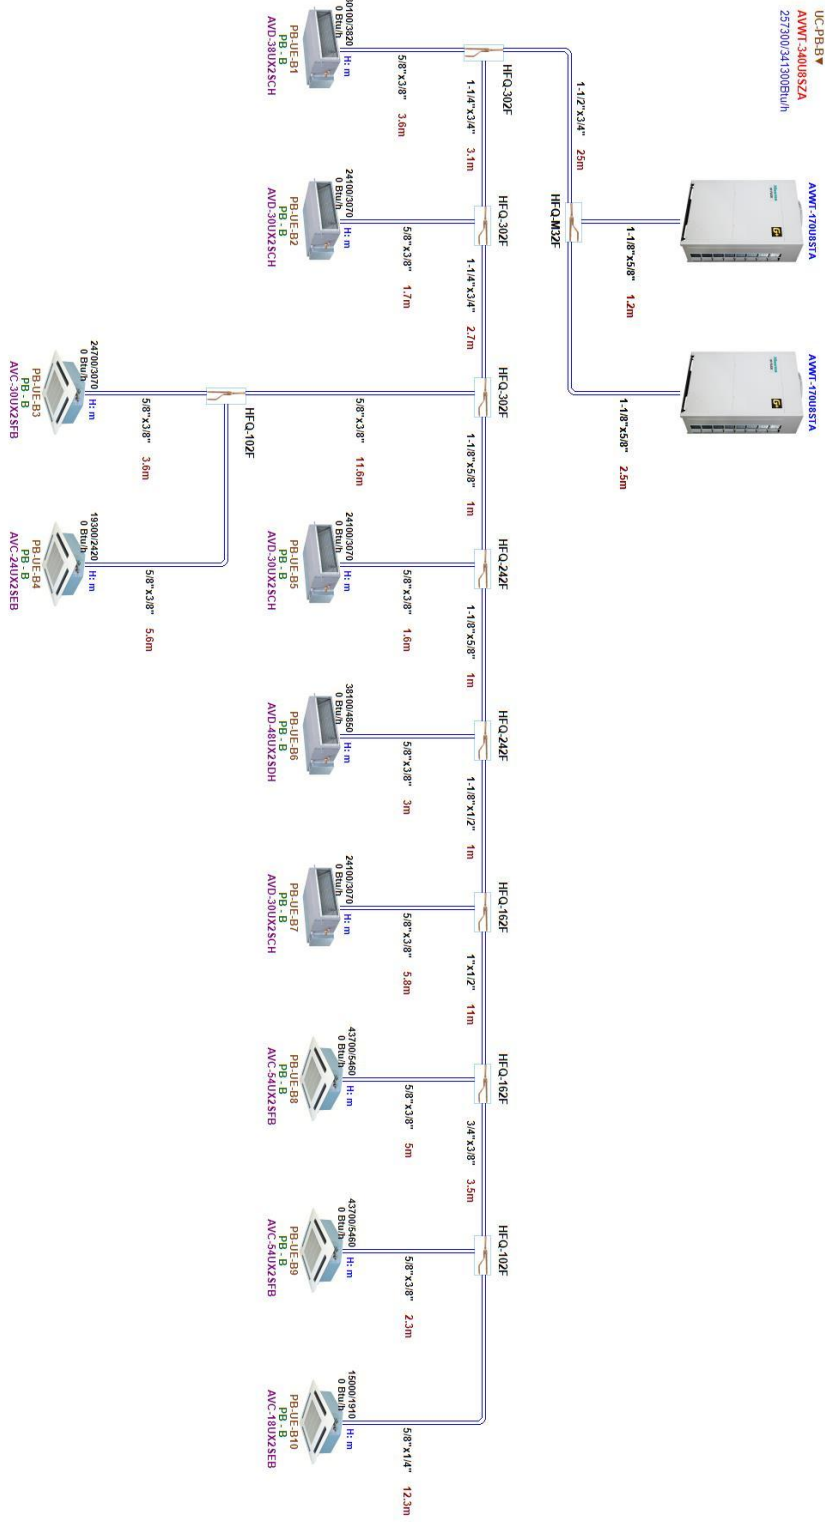 UC-PB-B▼
AVWT-340U8SZA
257300/341300Btu/h
AVWT-170U8STA
AVWT-170U8STA
1-1/8"x5/8" 1.2m
1-1/8"x5/8" 2.5m
HFQ-M32F
1-1/2"x3/4" 25m
HFQ-302F
1-1/4"x3/4" 3.1m
HFQ-302F
1-1/4"x3/4" 2.7m
HFQ-302F
1-1/8"x5/8" 1m
HFQ-242F
1-1/8"x5/8" 1m
HFQ-242F
1-1/8"x1/2" 1m
HFQ-162F
1"x1/2" 11m
HFQ-162F
3/4"x3/8" 3.5m
HFQ-102F
5/8"x3/8" 3.6m
5/8"x3/8" 1.7m
5/8"x3/8" 11.6m
5/8"x3/8" 1.6m
5/8"x3/8" 3m
5/8"x3/8" 5.8m
5/8"x3/8" 5m
5/8"x3/8" 2.3m
5/8"x1/4" 12.3m
30100/3820
0 Btu/h
H: m
PB-UE-B1
PB - B
AVD-38UX2SCH
24100/3070
0 Btu/h
H: m
PB-UE-B2
PB - B
AVD-30UX2SCH
24100/3070
0 Btu/h
H: m
PB-UE-B5
PB - B
AVD-30UX2SCH
38100/4850
0 Btu/h
H: m
PB-UE-B6
PB - B
AVD-48UX2SDH
24100/3070
0 Btu/h
H: m
PB-UE-B7
PB - B
AVD-30UX2SCH
43700/5460
0 Btu/h
H: m
PB-UE-B8
PB - B
AVC-54UX2SFB
43700/5460
0 Btu/h
H: m
PB-UE-B9
PB - B
AVC-54UX2SFB
15000/1910
0 Btu/h
H: m
PB-UE-B10
PB - B
AVC-18UX2SEB
HFQ-102F
5/8"x3/8" 3.6m
5/8"x3/8" 5.6m
24700/3070
0 Btu/h
H: m
PB-UE-B3
PB - B
AVC-30UX2SFB
19300/2420
0 Btu/h
H: m
PB-UE-B4
PB - B
AVC-24UX2SEB